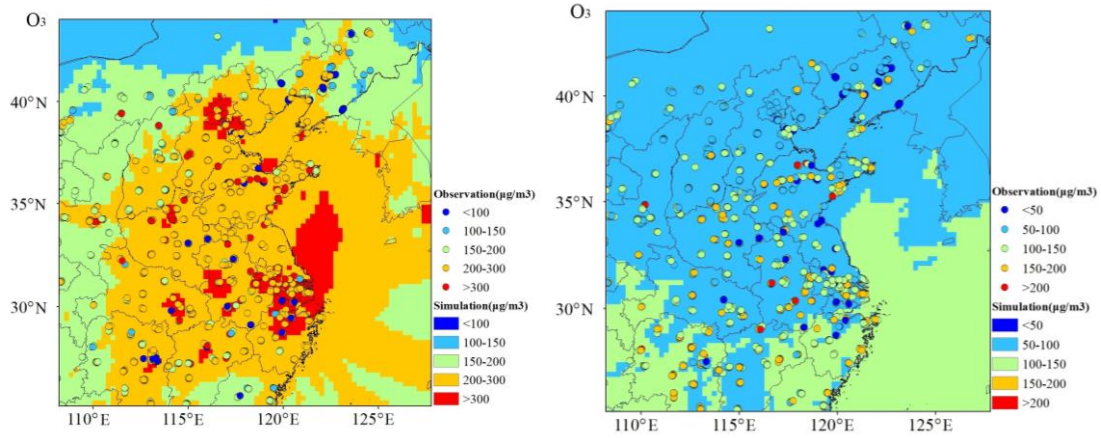 O3
40°N
35°N
30°N
110°E
115°E
120°E
125°E
Observation(μg/m3)
<100
100-150
150-200
200-300
>300
Simulation(μg/m3)
<100
100-150
150-200
200-300
>300
O3
40°N
35°N
30°N
110°E
115°E
120°E
125°E
Observation(μg/m3)
<50
50-100
100-150
150-200
>200
Simulation(μg/m3)
<50
50-100
100-150
150-200
>200